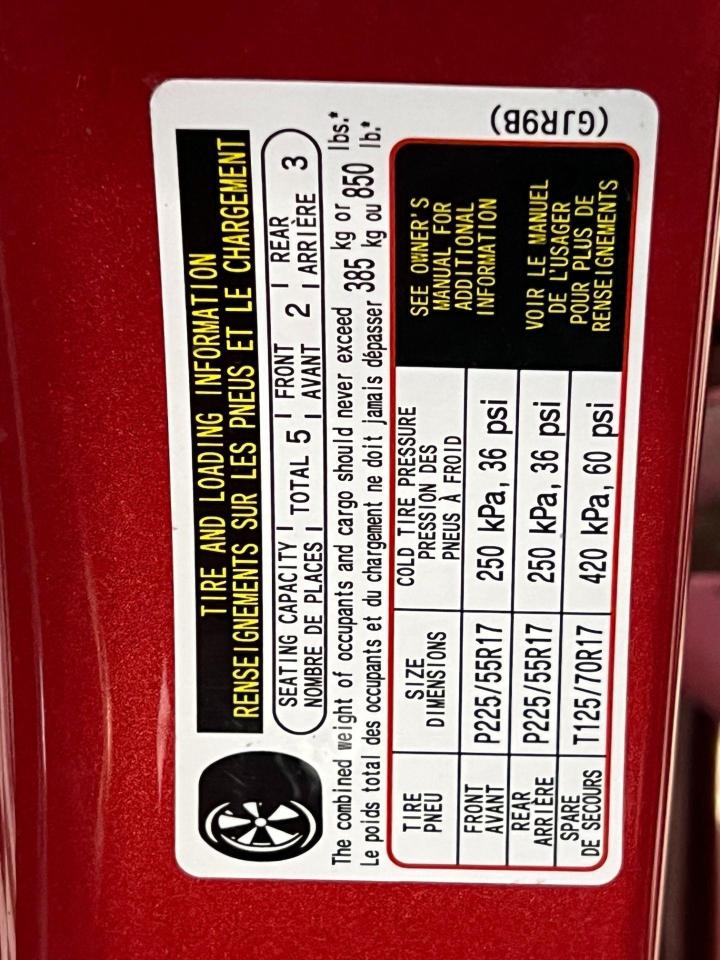 TIRE AND LOADING INFORMATION
RENSEIGNEMENTS SUR LES PNEUS ET LE CHARGEMENT
SEATING CAPACITY | TOTAL 5 | FRONT 2 | REAR 3
NOMBRE DE PLACES | AVANT | ARRIÈRE
The combined weight of occupants and cargo should never exceed 385 kg or 850 lbs.*
Le poids total des occupants et du chargement ne doit jamais dépasser 385 kg ou 850 lb.*
TIRE SIZE COLD TIRE PRESSURE
PNEU DIMENSIONS PRESSION DES
PNEUS À FROID
FRONT P225/55R17 250 kPa, 36 psi
AVANT
REAR P225/55R17 250 kPa, 36 psi
ARRIÈRE
SPARE T125/70R17 420 kPa, 60 psi
DE SECOURS
SEE OWNER'S
MANUAL FOR
ADDITIONAL
INFORMATION
VOIR LE MANUEL
DE L'USAGER
POUR PLUS DE
RENSEIGNEMENTS
(GJR9B)